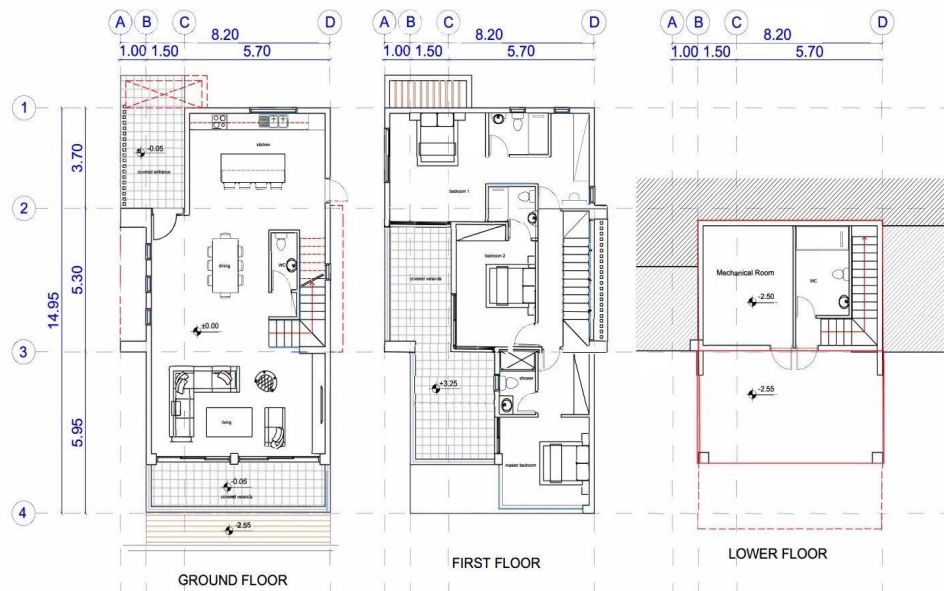 A B C D
8.20
1.00 1.50 5.70
A B C D
8.20
1.00 1.50 5.70
A B C D
8.20
1.00 1.50 5.70
1
2
3
4
14.95
3.70
5.30
5.95
kitchen
-0.05
covered entrance
dining
WC
±0.00
living
-0.05
covered varanda
-2.55
GROUND FLOOR
bedroom 1
bedroom 2
covered varanda
+3.25
shower
master bedroom
FIRST FLOOR
Mechanical Room
-2.50
WC
-2.55
LOWER FLOOR